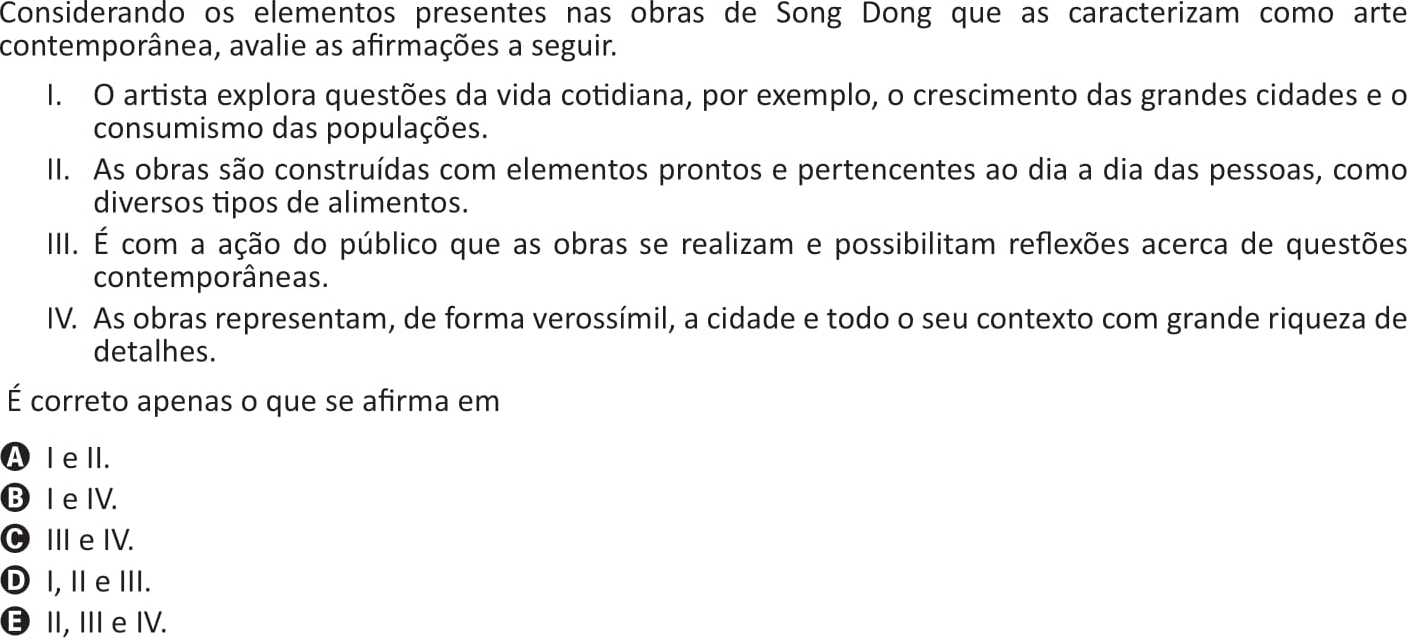 Considerando os elementos presentes nas obras de Song Dong que as caracterizam como arte
contemporânea, avalie as afirmações a seguir.
I. O artista explora questões da vida cotidiana, por exemplo, o crescimento das grandes cidades e o
consumismo das populações.
II. As obras são construídas com elementos prontos e pertencentes ao dia a dia das pessoas, como
diversos tipos de alimentos.
III. É com a ação do público que as obras se realizam e possibilitam reflexões acerca de questões
contemporâneas.
IV. As obras representam, de forma verossímil, a cidade e todo o seu contexto com grande riqueza de
detalhes.
É correto apenas o que se afirma em
A I e II.
B I e IV.
C III e IV.
D I, II e III.
E II, III e IV.